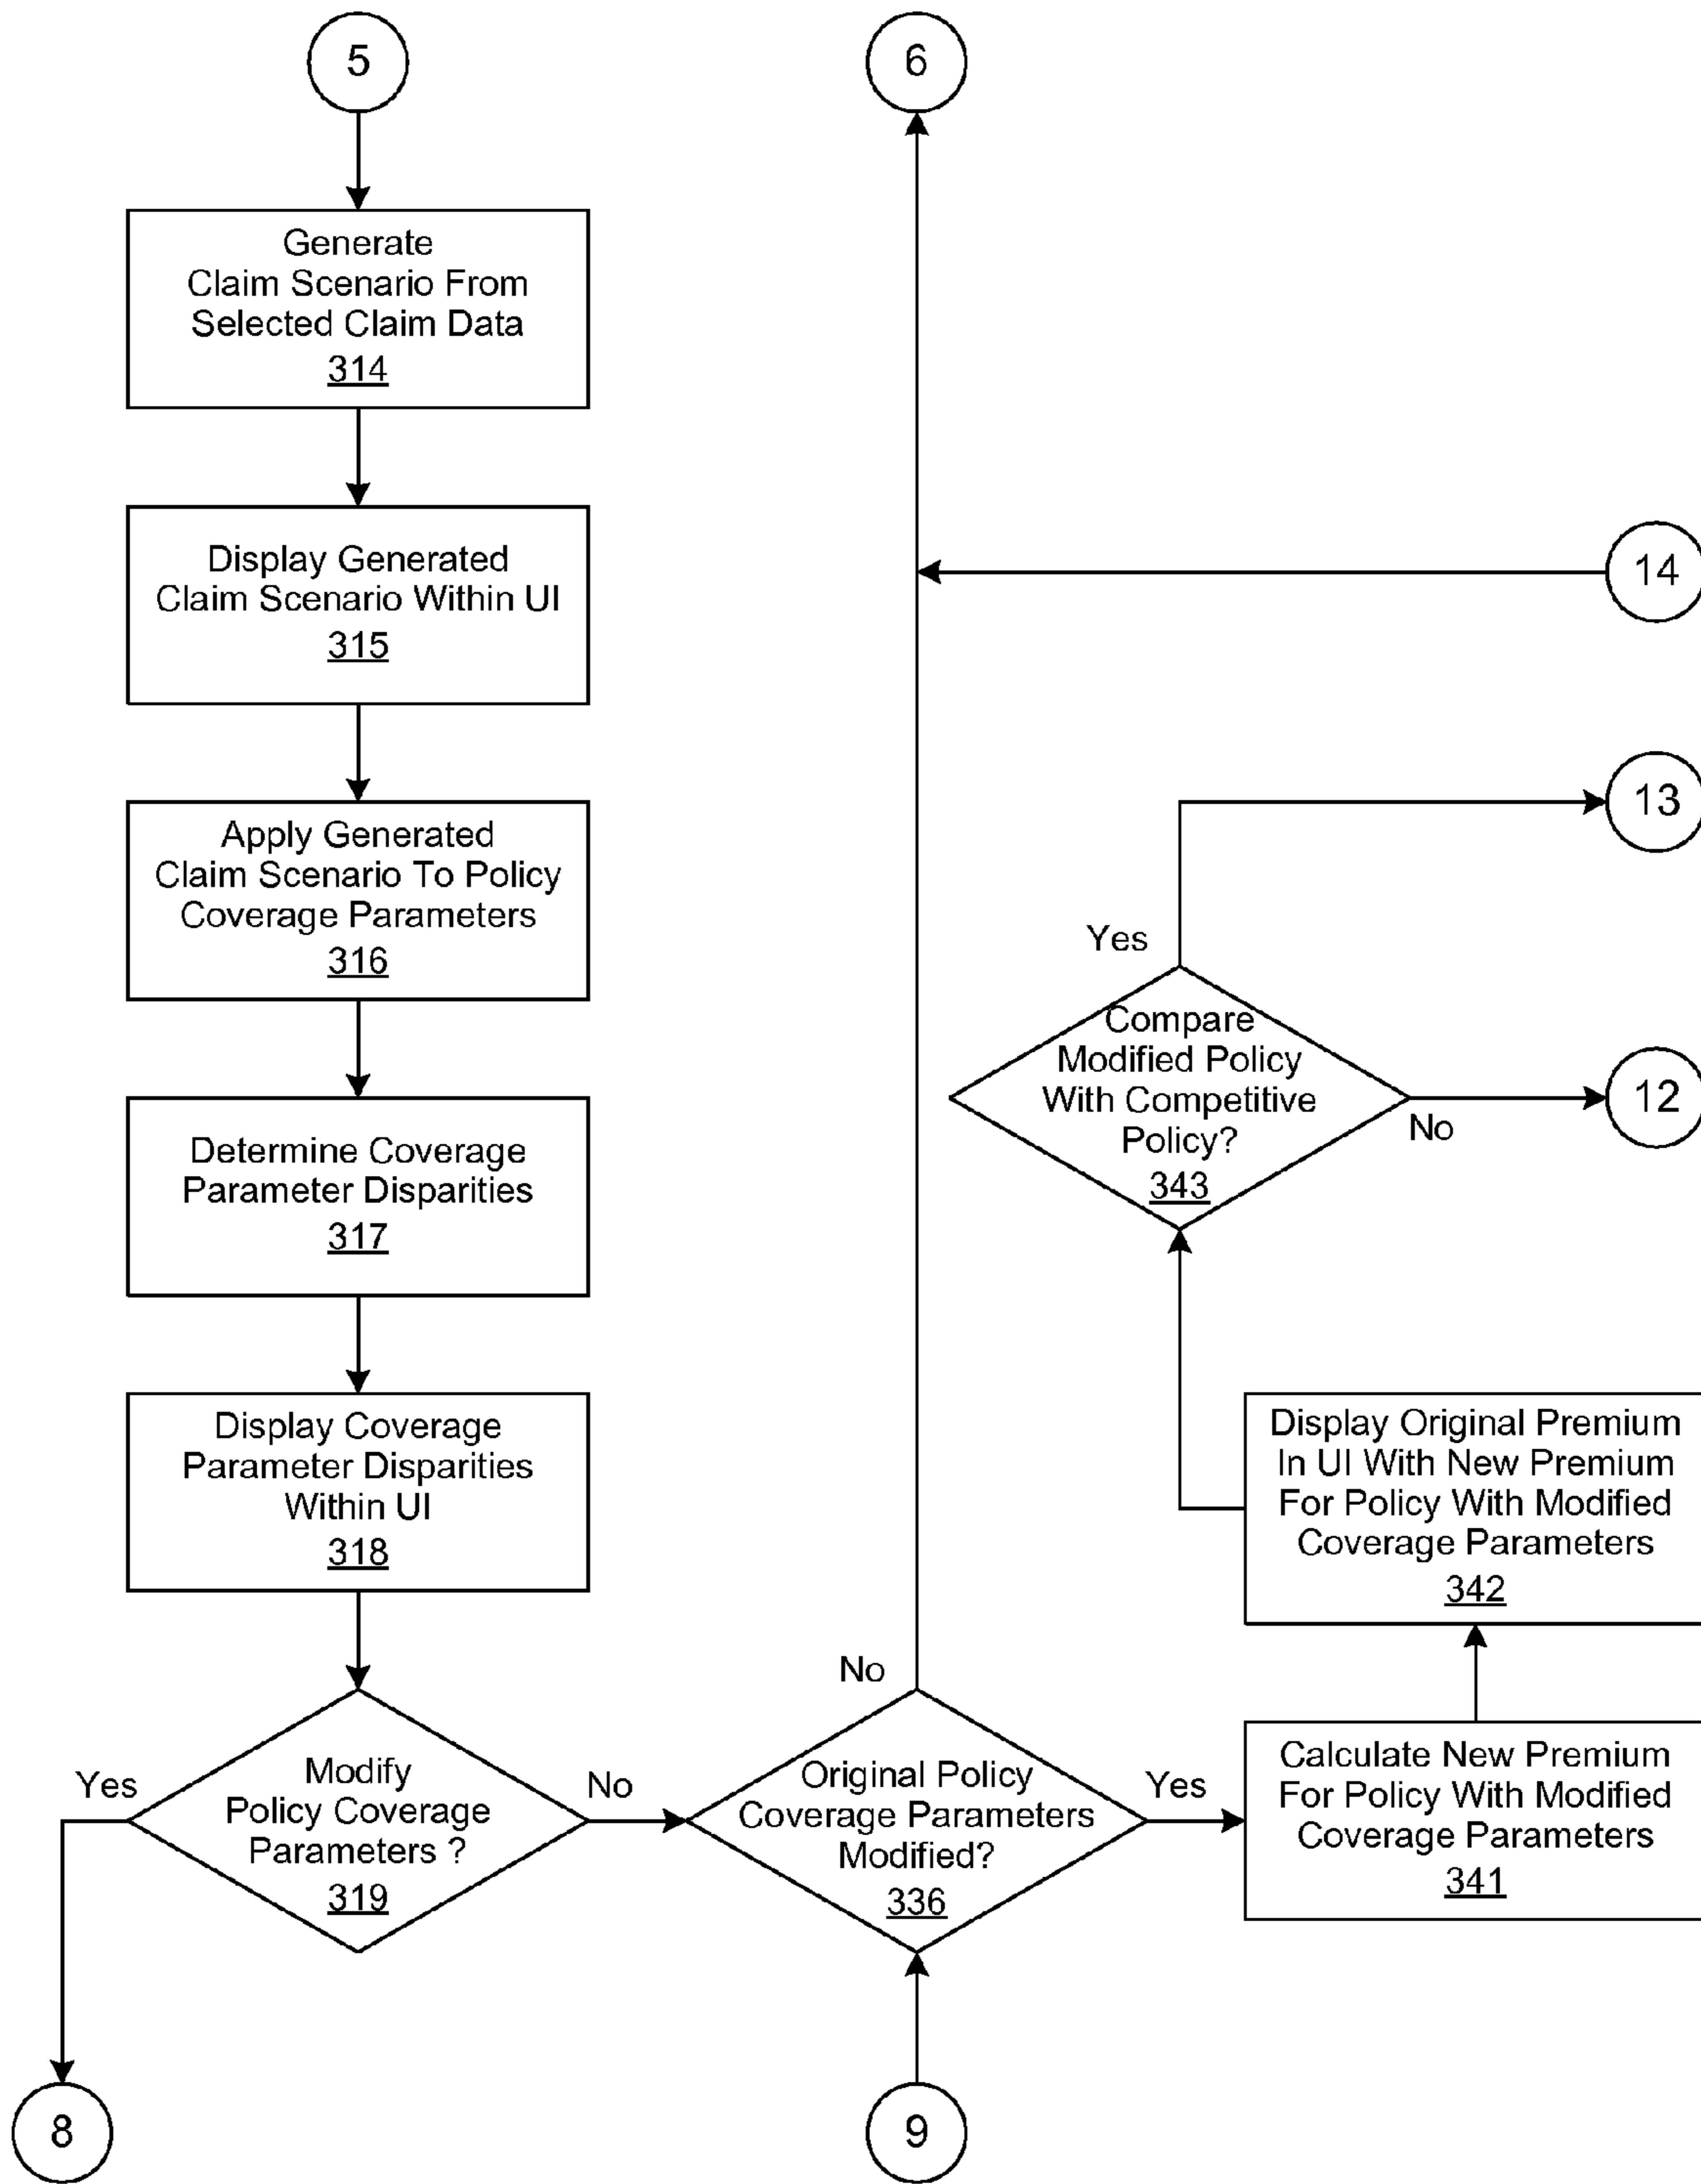 5
6
Generate
Claim Scenario From
Selected Claim Data
314
Display Generated
Claim Scenario Within UI
315
14
Apply Generated
Claim Scenario To Policy
Coverage Parameters
316
13
Yes
Compare
Modified Policy
With Competitive
Policy?
343
No
12
Determine Coverage
Parameter Disparities
317
Display Coverage
Parameter Disparities
Within UI
318
Display Original Premium
In UI With New Premium
For Policy With Modified
Coverage Parameters
342
Yes
Modify
Policy Coverage
Parameters ?
319
No
No
Original Policy
Coverage Parameters
Modified?
336
Yes
Calculate New Premium
For Policy With Modified
Coverage Parameters
341
8
9